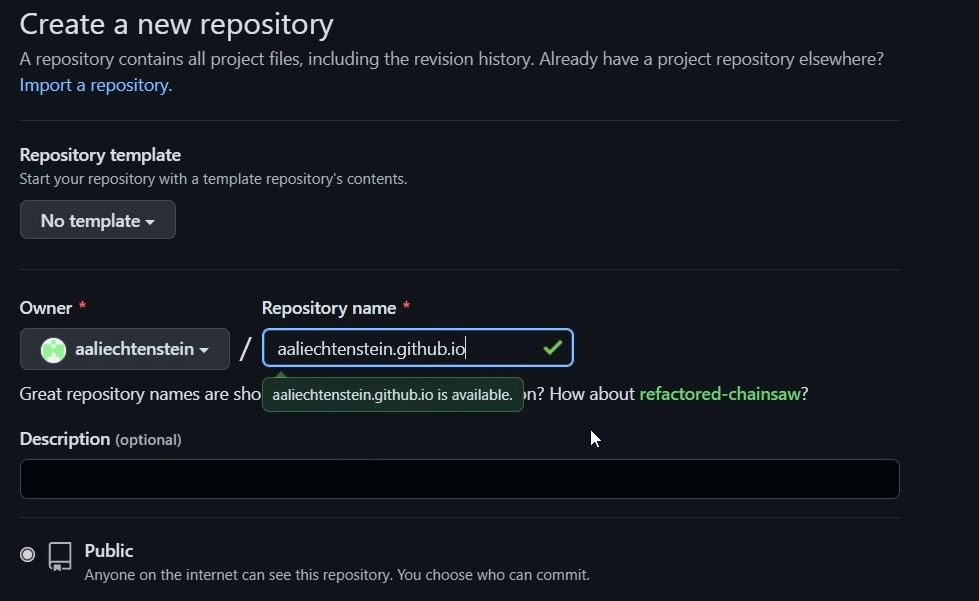 Create a new repository
A repository contains all project files, including the revision history. Already have a project repository elsewhere?
Import a repository.
Repository template
Start your repository with a template repository's contents.
No template
Owner *
Repository name *
aaliechtenstein / aaliechtenstein.github.io
Great repository names are sho n? How about refactored-chainsaw?
aaliechtenstein.github.io is available.
Description (optional)
Public
Anyone on the internet can see this repository. You choose who can commit.